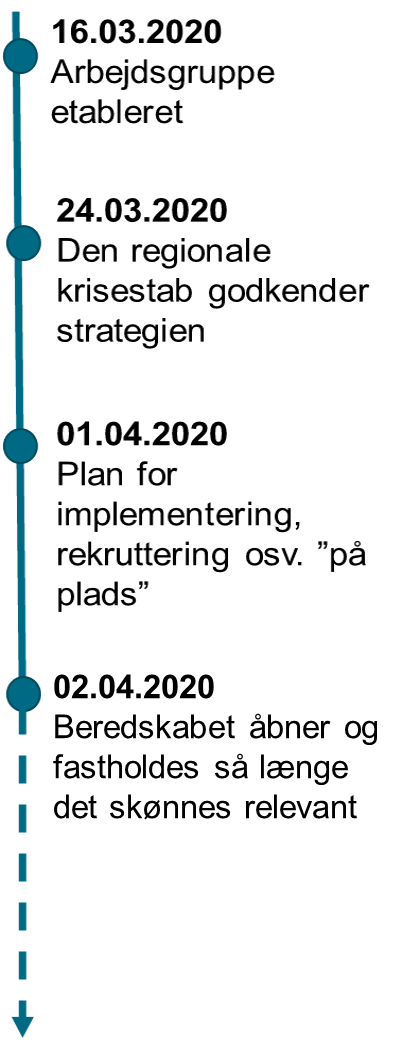 16.03.2020
Arbejdsgruppe
etableret
24.03.2020
Den regionale
krisestab godkender
strategien
01.04.2020
Plan for
implementering,
rekruttering osv. ”på
plads”
02.04.2020
Beredskabet åbner og
fastholdes så længe
det skønnes relevant